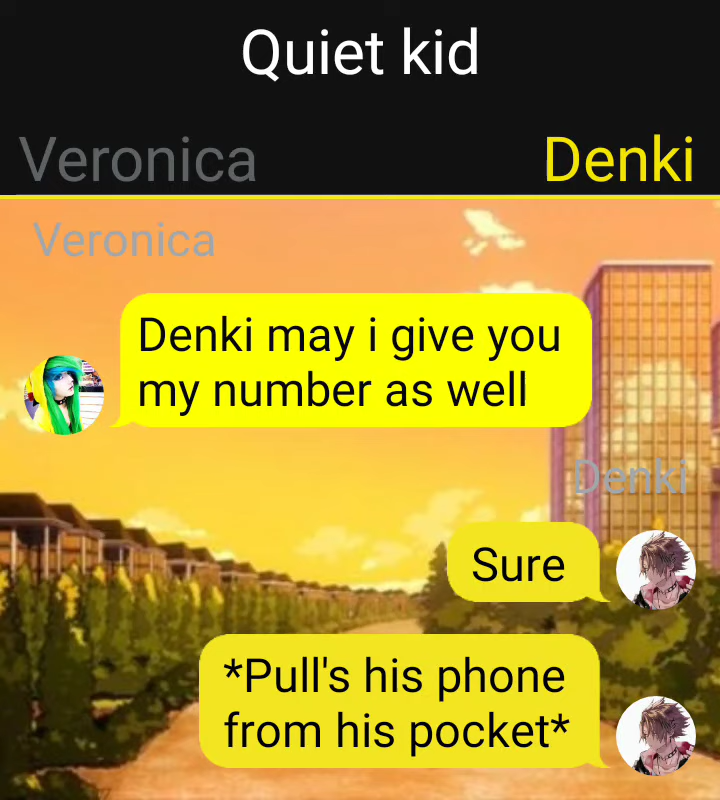 Quiet kid
Veronica
Denki
Veronica
Denki may i give you
my number as well
Denki
Sure
*Pull's his phone
from his pocket*